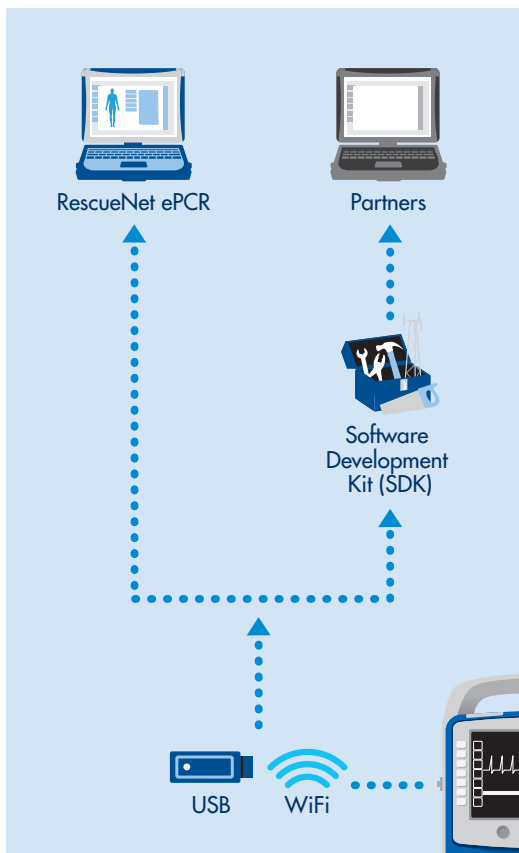 RescueNet ePCR
Partners
Software
Development
Kit (SDK)
USB
WiFi